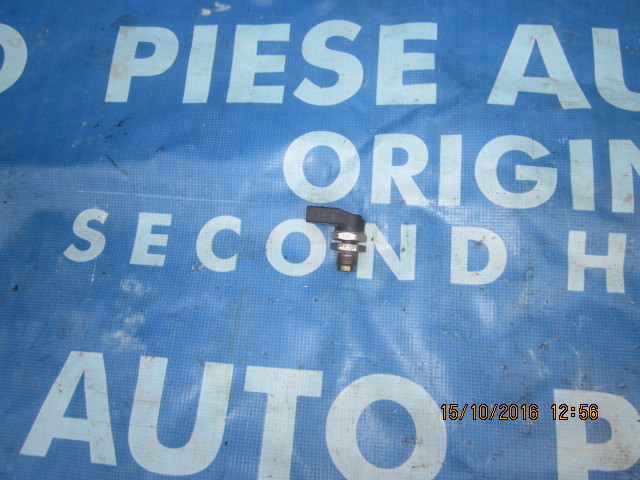 P PIESE AU
ORIGIN
SECOND H
AUTO P
15/10/2016 12:56